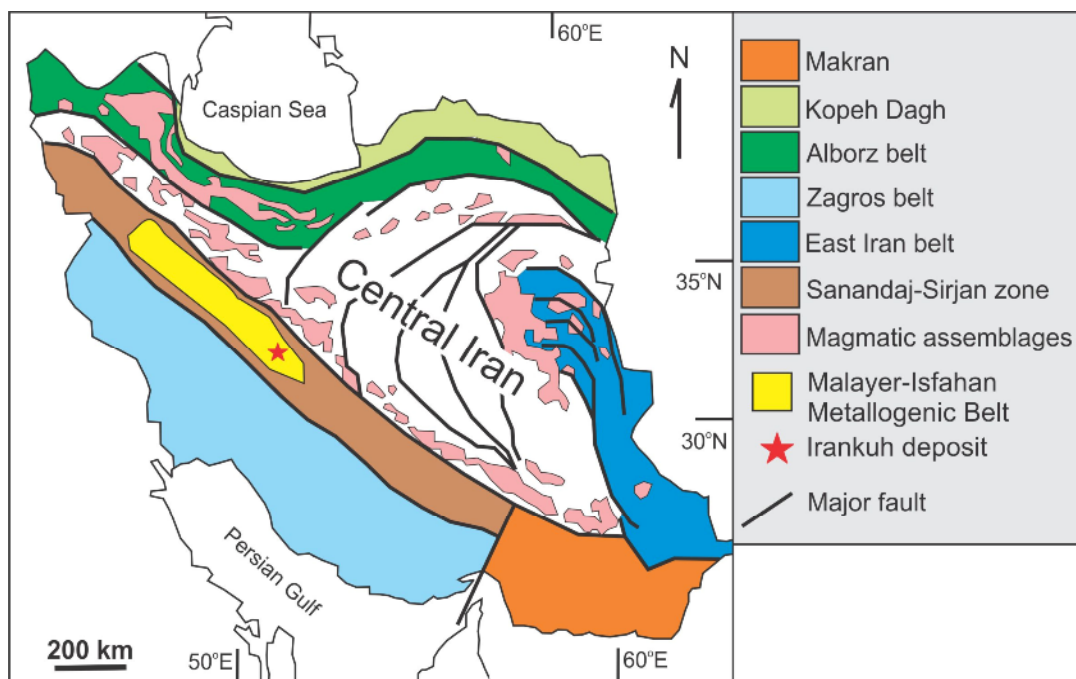 60°E
N
Caspian Sea
Central Iran
35°N
30°N
Persian Gulf
200 km
50°E
60°E
Makran
Kopeh Dagh
Alborz belt
Zagros belt
East Iran belt
Sanandaj-Sirjan zone
Magmatic assemblages
Malayer-Isfahan
Metallogenic Belt
Irankuh deposit
Major fault